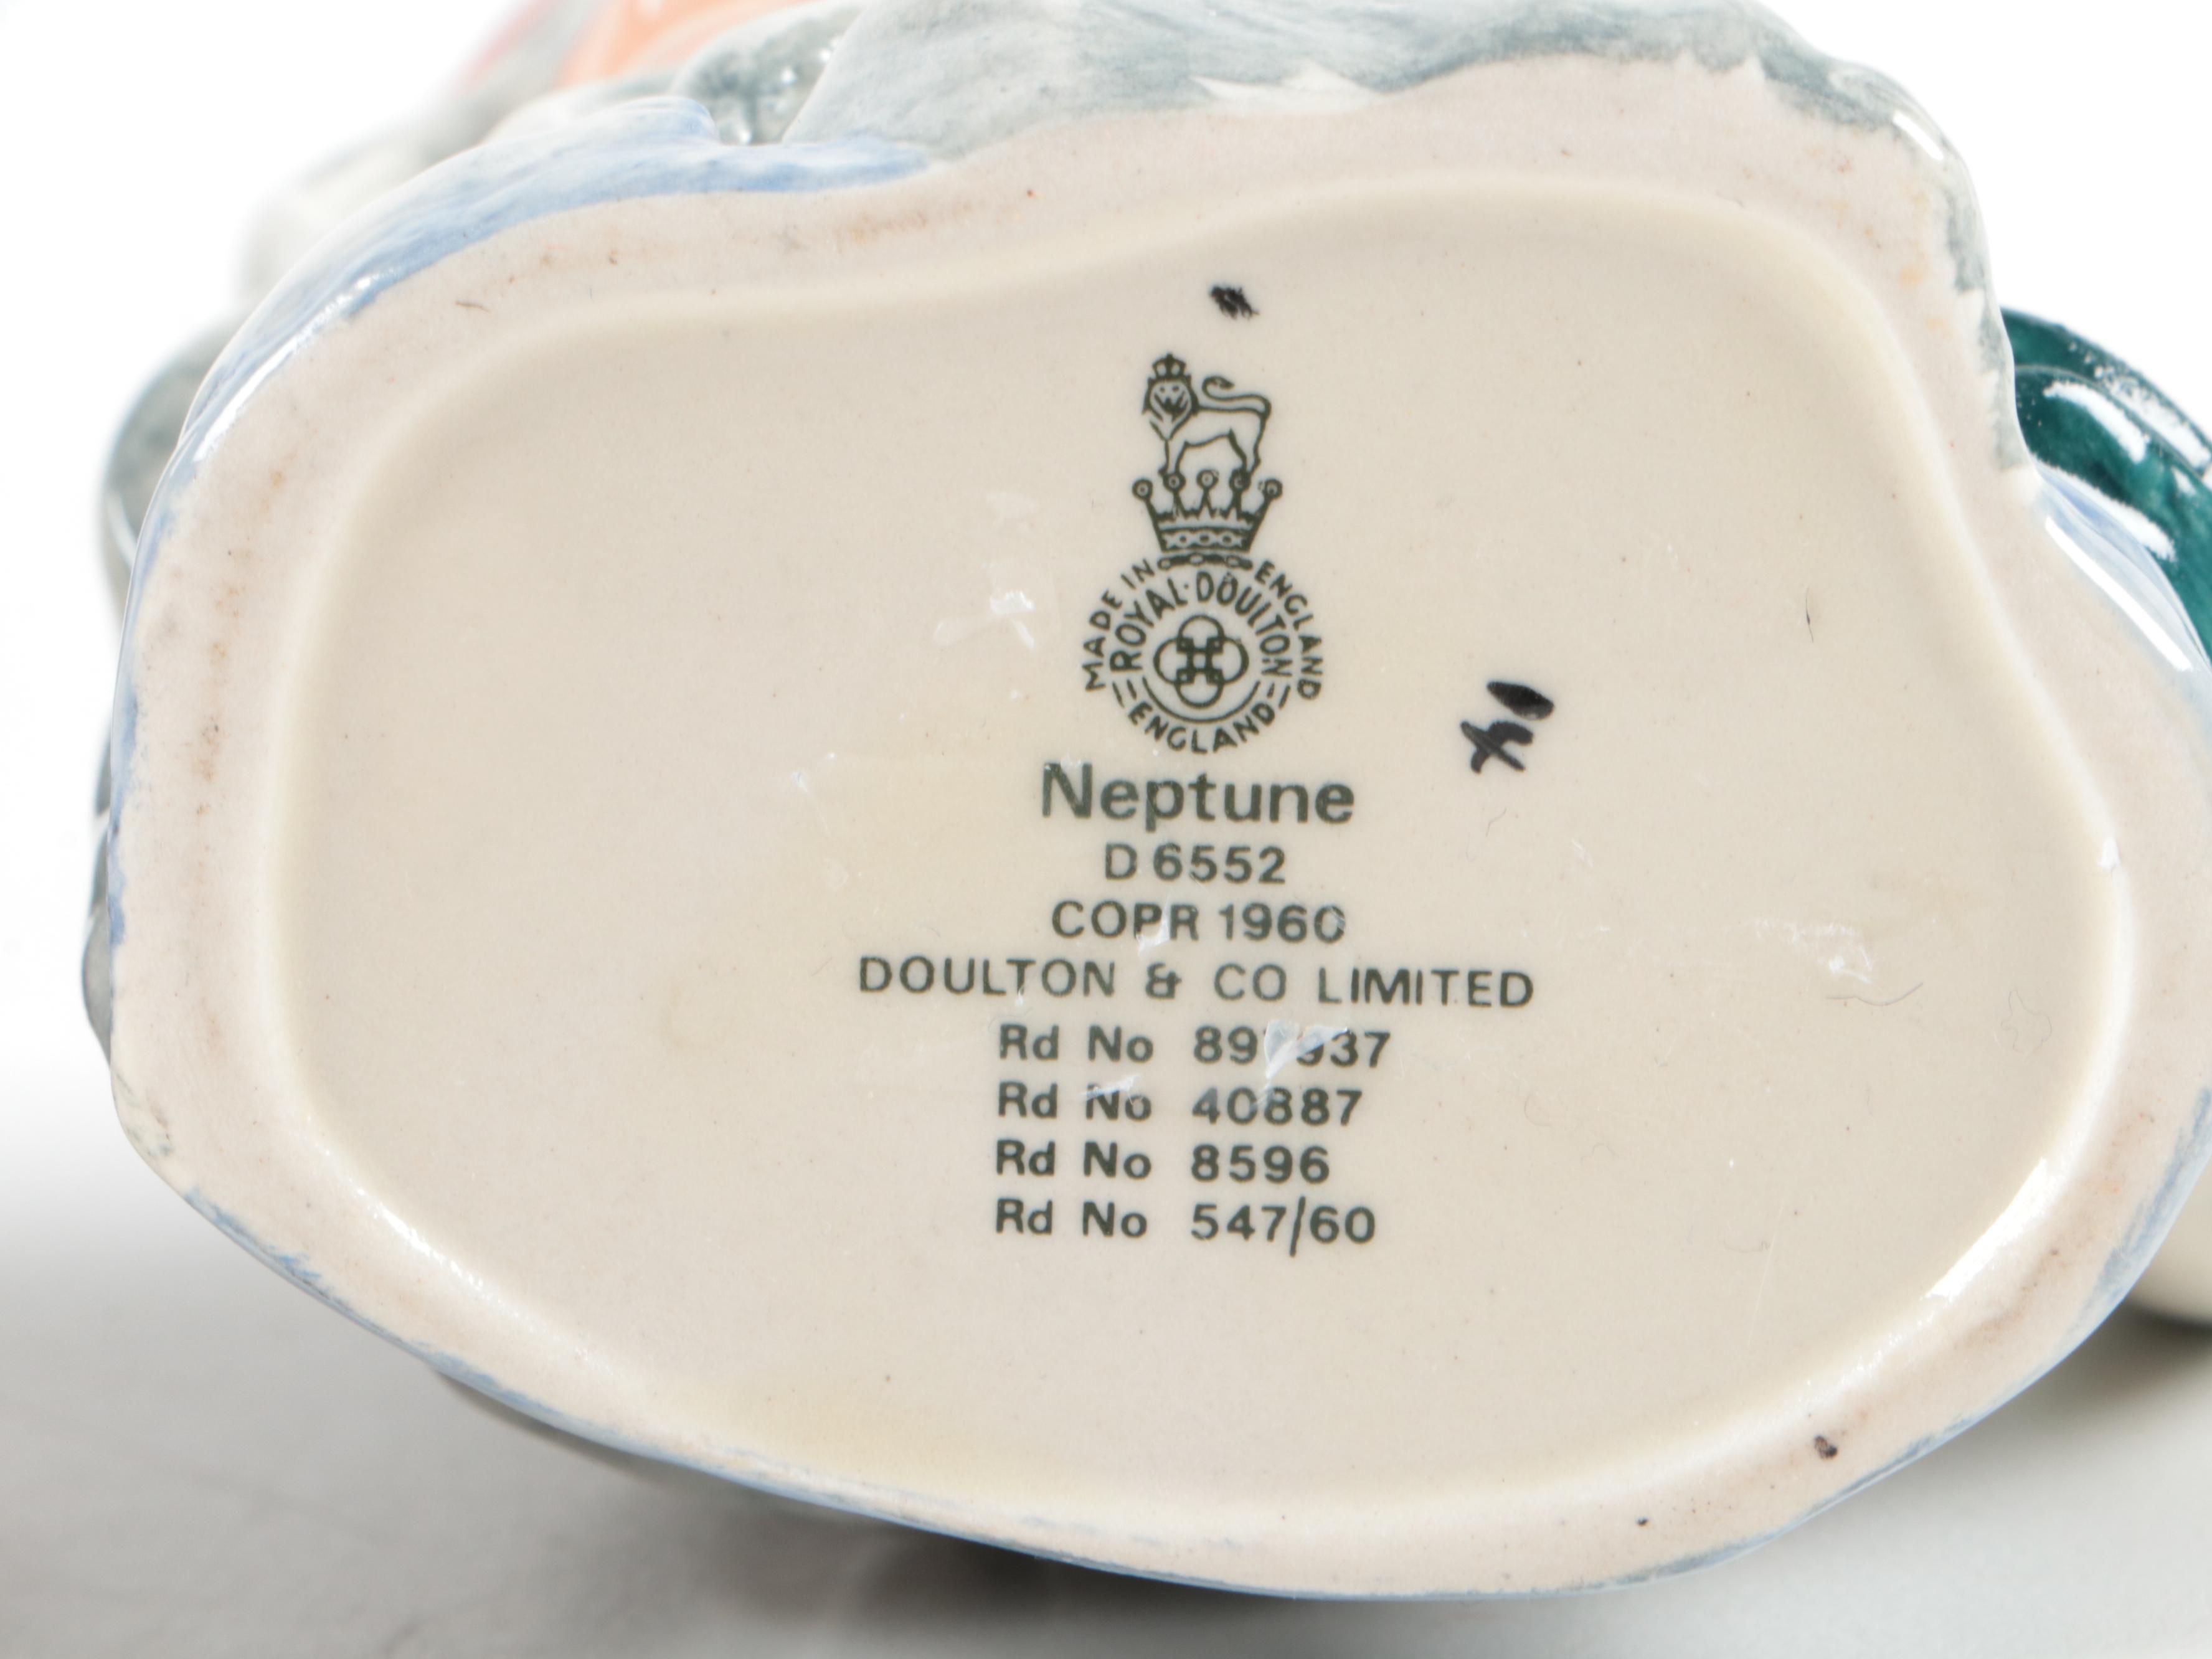 MADE IN ENGLAND
ROYAL·DOULTON
ENGLAND
Neptune
D 6552
COPR 1960
DOULTON & CO LIMITED
Rd No
Rd No 40887
Rd No 8596
Rd No 547/60